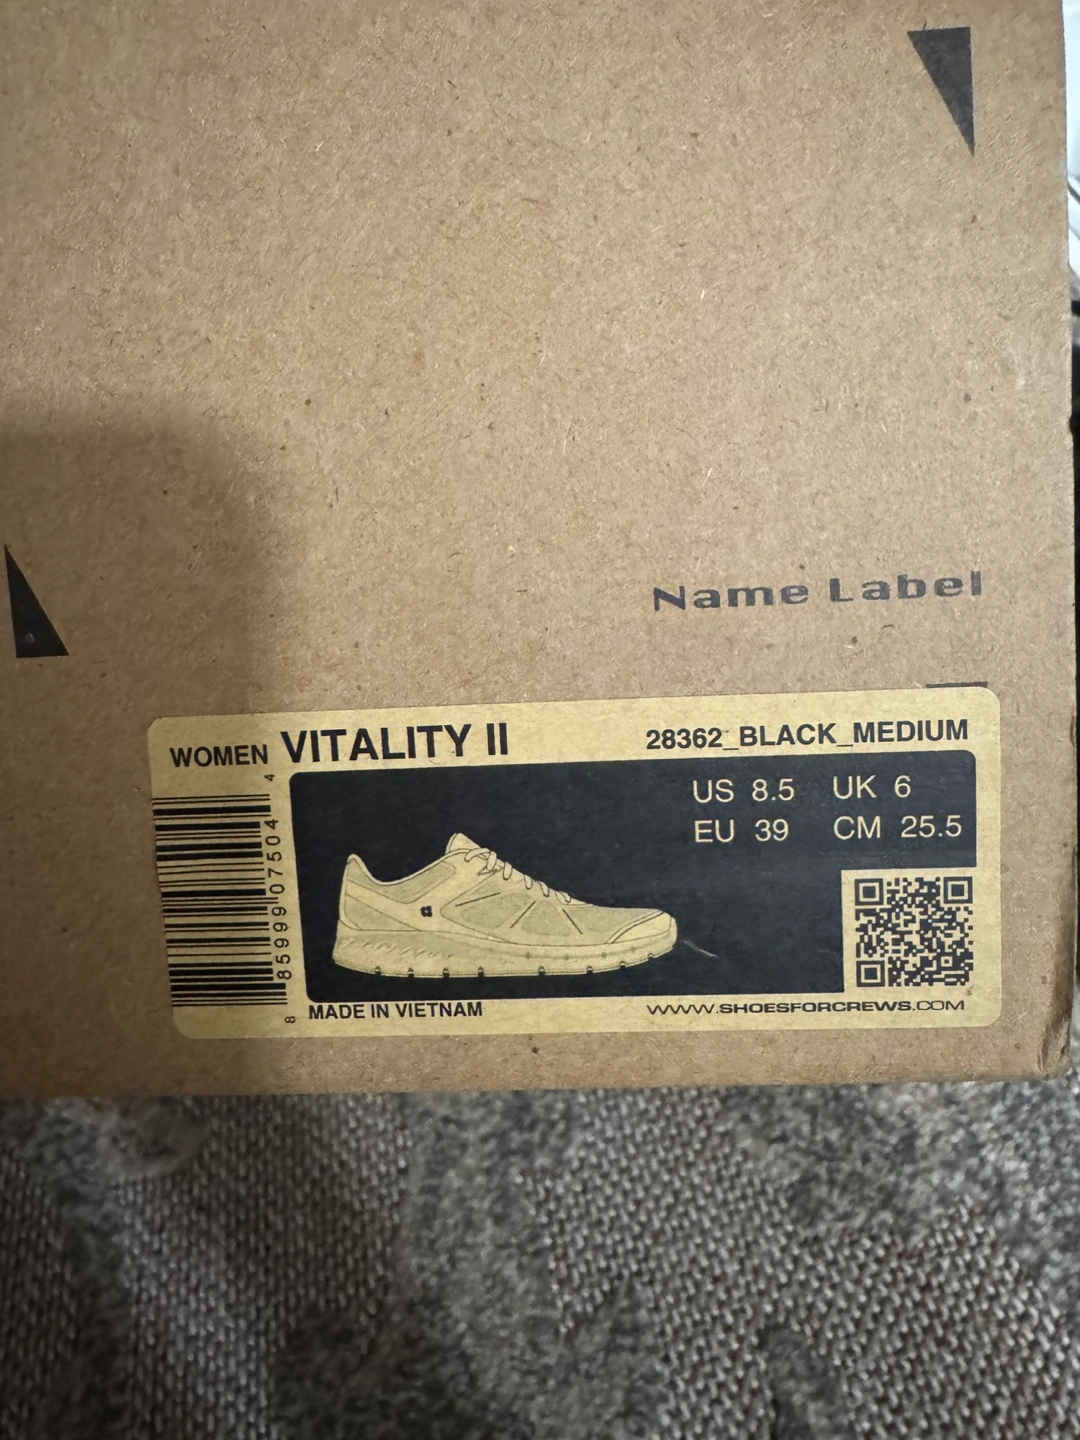 Name Label
WOMEN VITALITY II
28362_BLACK_MEDIUM
US 8.5 UK 6
EU 39 CM 25.5
8 85999 07504 4
MADE IN VIETNAM
WWW.SHOESFORCREWS.COM